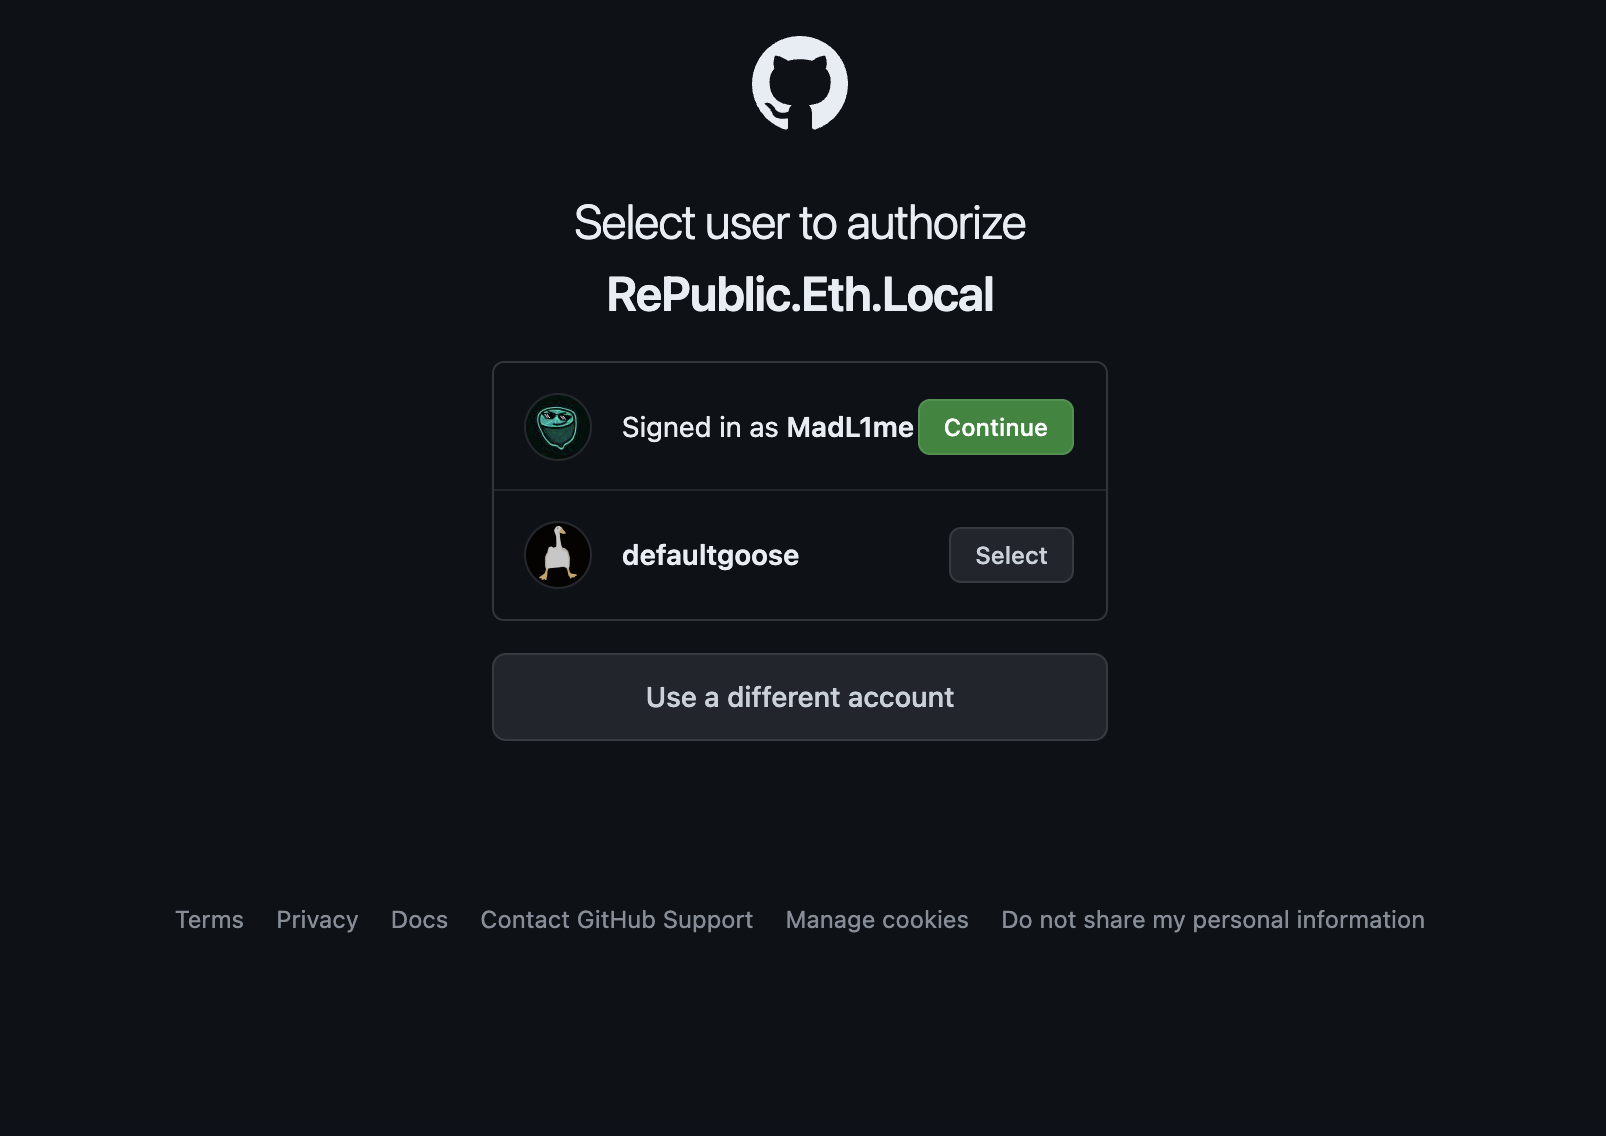 Select user to authorize
RePublic.Eth.Local
Signed in as MadL1me
Continue
defaultgoose
Select
Use a different account
Terms Privacy Docs Contact GitHub Support Manage cookies Do not share my personal information